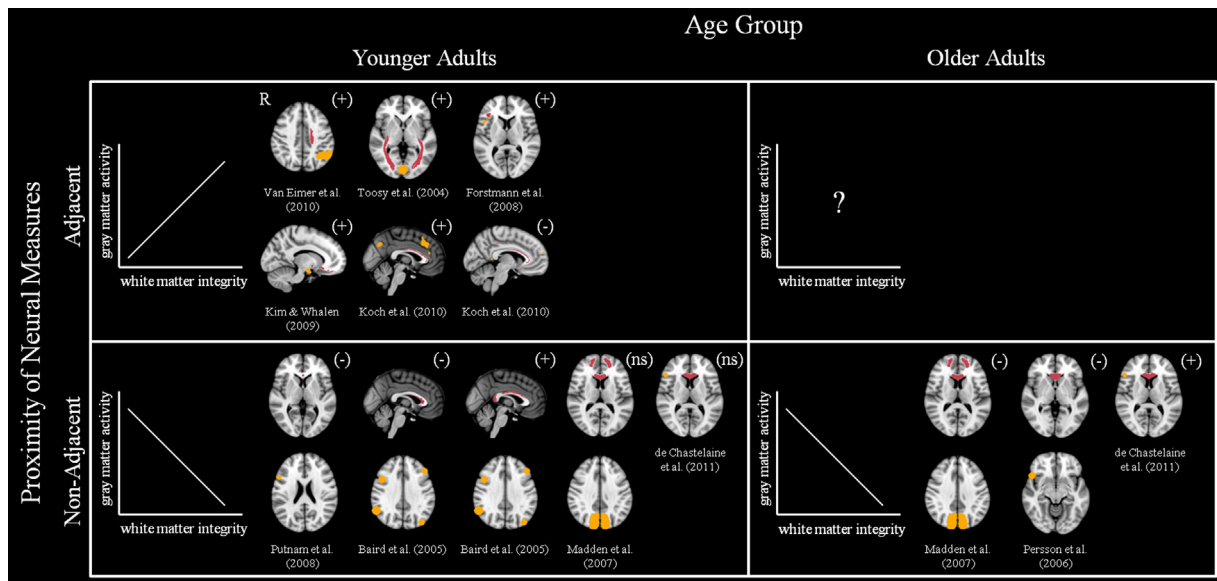 Age Group
Younger Adults
Older Adults
Proximity of Neural Measures
Adjacent
gray matter activity
white matter integrity
R
(+)
(+)
(+)
Van Eimer et al.
(2010)
Toosy et al. (2004)
Forstmann et al.
(2008)
(+)
(+)
(-)
Kim & Whalen
(2009)
Koch et al. (2010)
Koch et al. (2010)
gray matter activity
?
white matter integrity
Non-Adjacent
gray matter activity
white matter integrity
(-)
(-)
(+)
(ns)
(ns)
de Chastelaine
et al. (2011)
Putnam et al.
(2008)
Baird et al. (2005)
Baird et al. (2005)
Madden et al.
(2007)
gray matter activity
white matter integrity
(-)
(-)
(+)
de Chastelaine
et al. (2011)
Madden et al.
(2007)
Persson et al.
(2006)